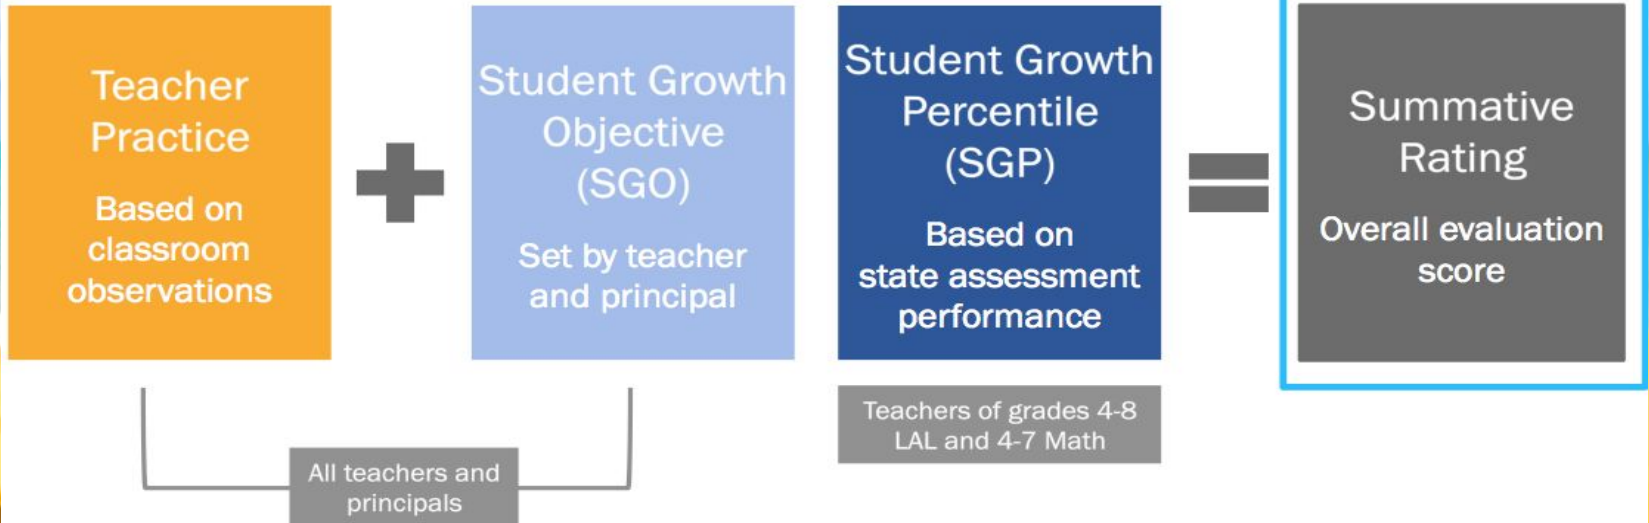 Teacher
Practice
Based on
classroom
observations
Student Growth
Objective
(SGO)
Set by teacher
and principal
Student Growth
Percentile
(SGP)
Based on
state assessment
performance
Summative
Rating
Overall evaluation
score
Teachers of grades 4-8
LAL and 4-7 Math
All teachers and
principals